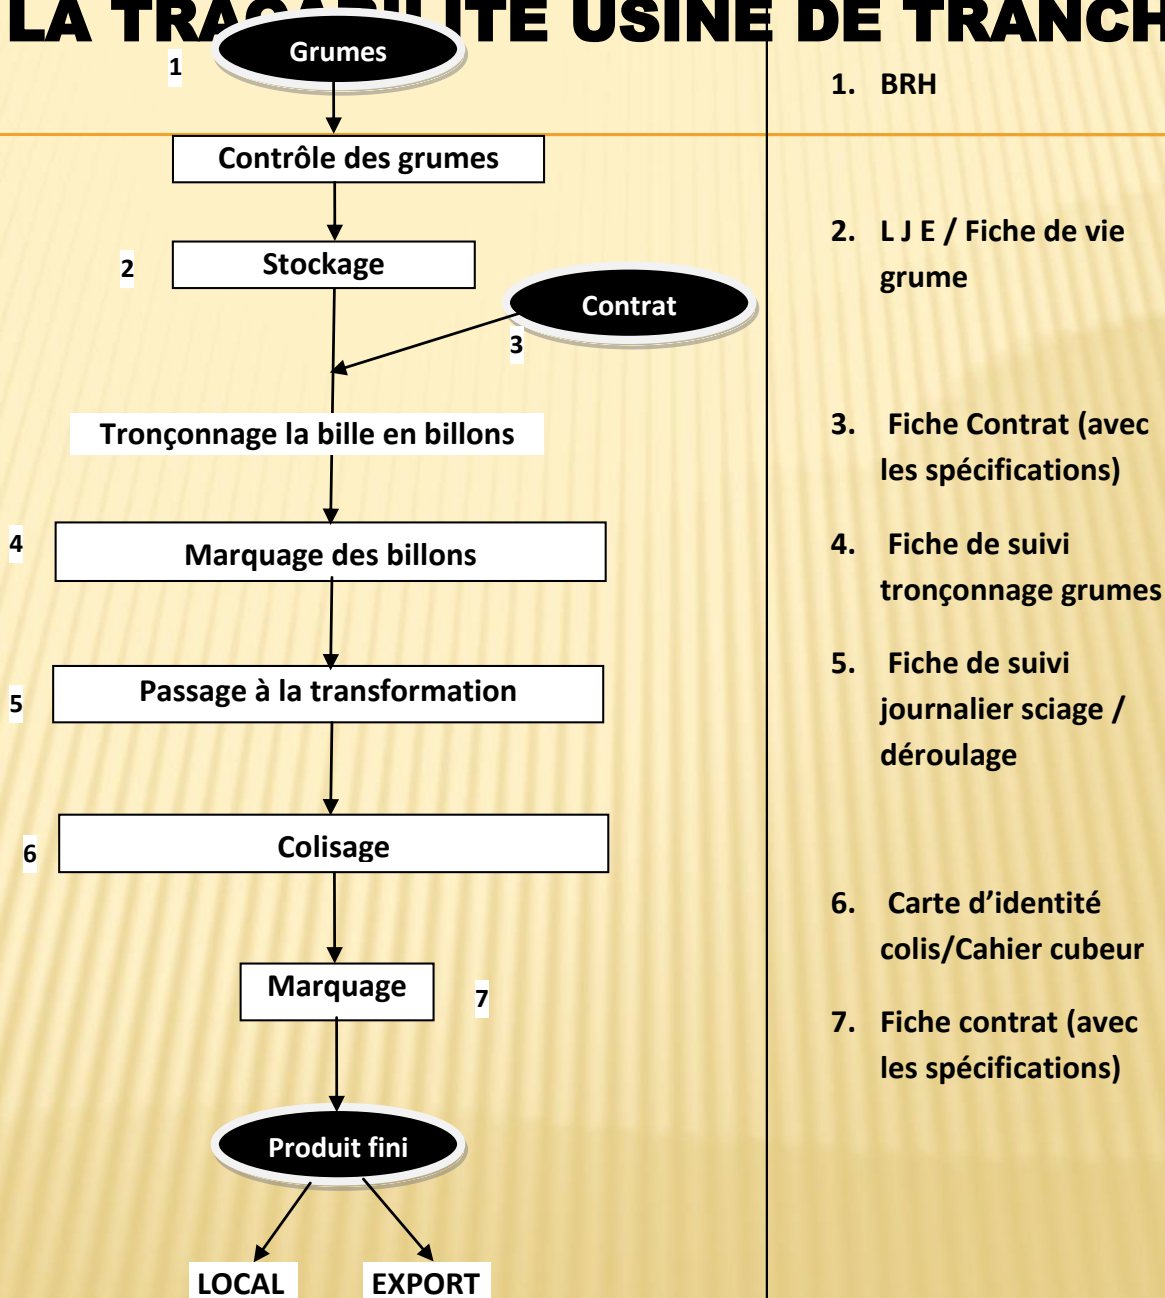 LA TRAÇABILITE USINE DE TRANCH
Grumes
1
Contrôle des grumes
Stockage
2
Contrat
3
Tronçonnage la bille en billons
4
Marquage des billons
5
Passage à la transformation
6
Colisage
Marquage
7
Produit fini
LOCAL
EXPORT
1. BRH
2. L J E / Fiche de vie
grume
3. Fiche Contrat (avec
les spécifications)
4. Fiche de suivi
tronçonnage grumes
5. Fiche de suivi
journalier sciage /
déroulage
6. Carte d’identité
colis/Cahier cubeur
7. Fiche contrat (avec
les spécifications)